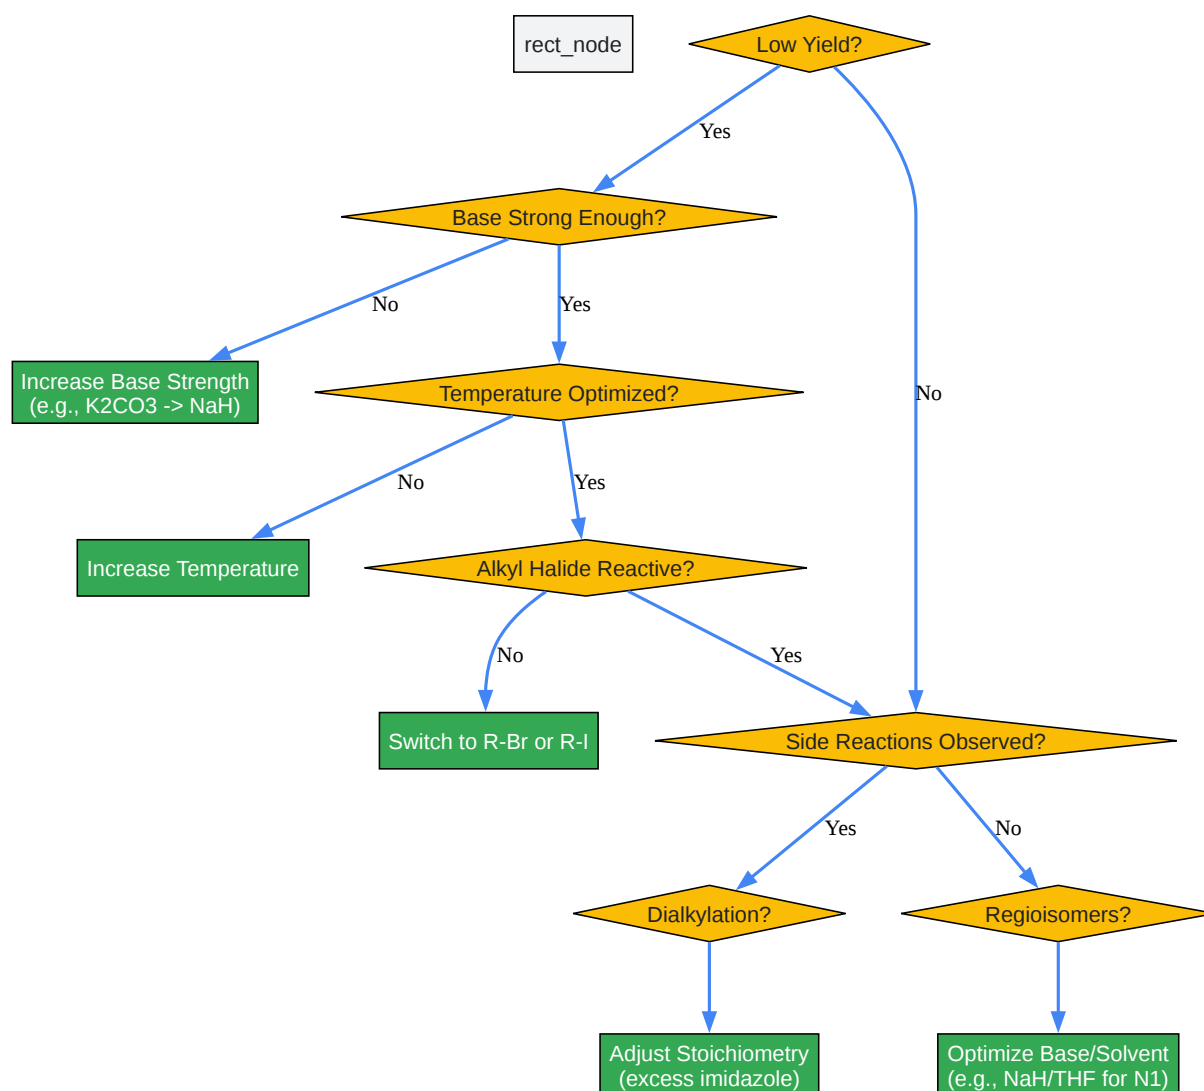 rect_node
Low Yield?
Yes
Base Strong Enough?
No
Yes
Increase Base Strength
(e.g., K2CO3 -> NaH)
Temperature Optimized?
No
No
Yes
Increase Temperature
Alkyl Halide Reactive?
No
Yes
Switch to R-Br or R-I
Side Reactions Observed?
Yes
No
Dialkylation?
Regioisomers?
Adjust Stoichiometry
(excess imidazole)
Optimize Base/Solvent
(e.g., NaH/THF for N1)